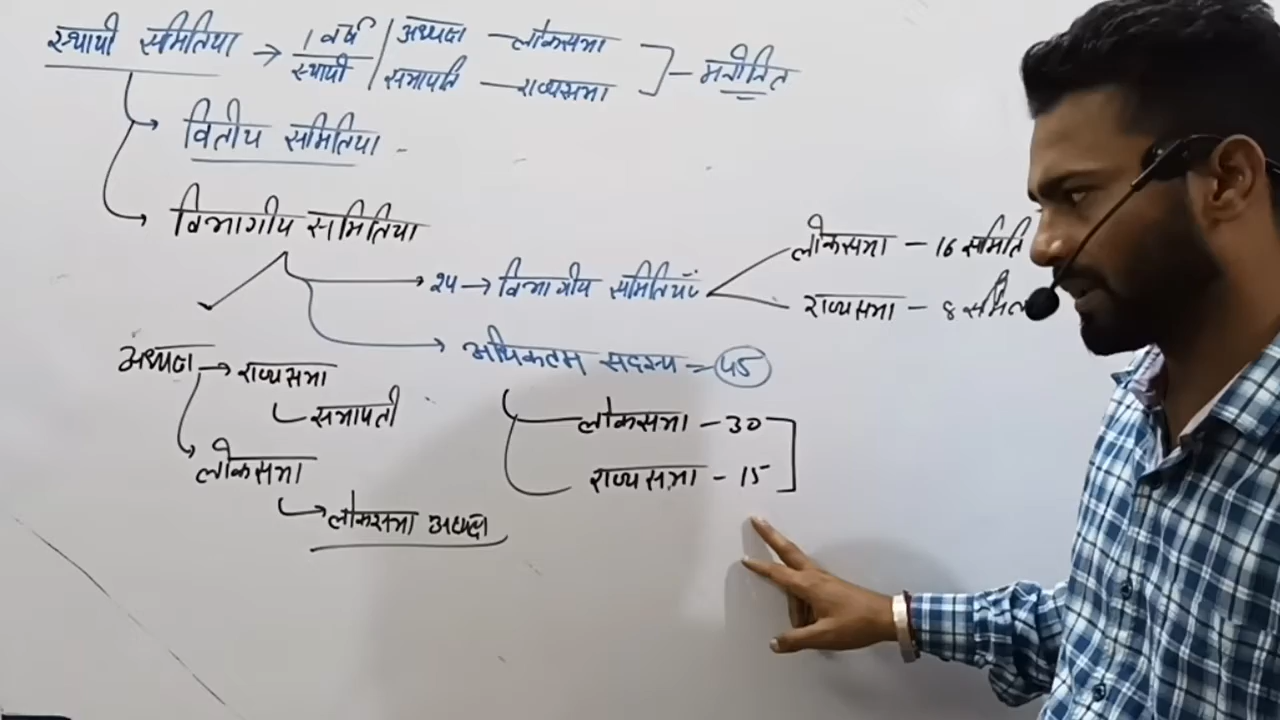 स्थायी समितिया → 1 वर्ष / स्थायी | अध्यक्ष — लोकसभा
सभापति — राज्यसभा ] — मनोनित
वितीय समितिया -
विभागीय समितिया
२५ → विभागीय समितियाँ
लोकसभा — 16 समिति
राज्यसभा — 8 समिति
अधिकतम सदस्य = 45
लोकसभा — 30
राज्यसभा - 15
अध्यक्ष → राज्यसभा
सभापती
लोकसभा
लोकसभा अध्यक्ष